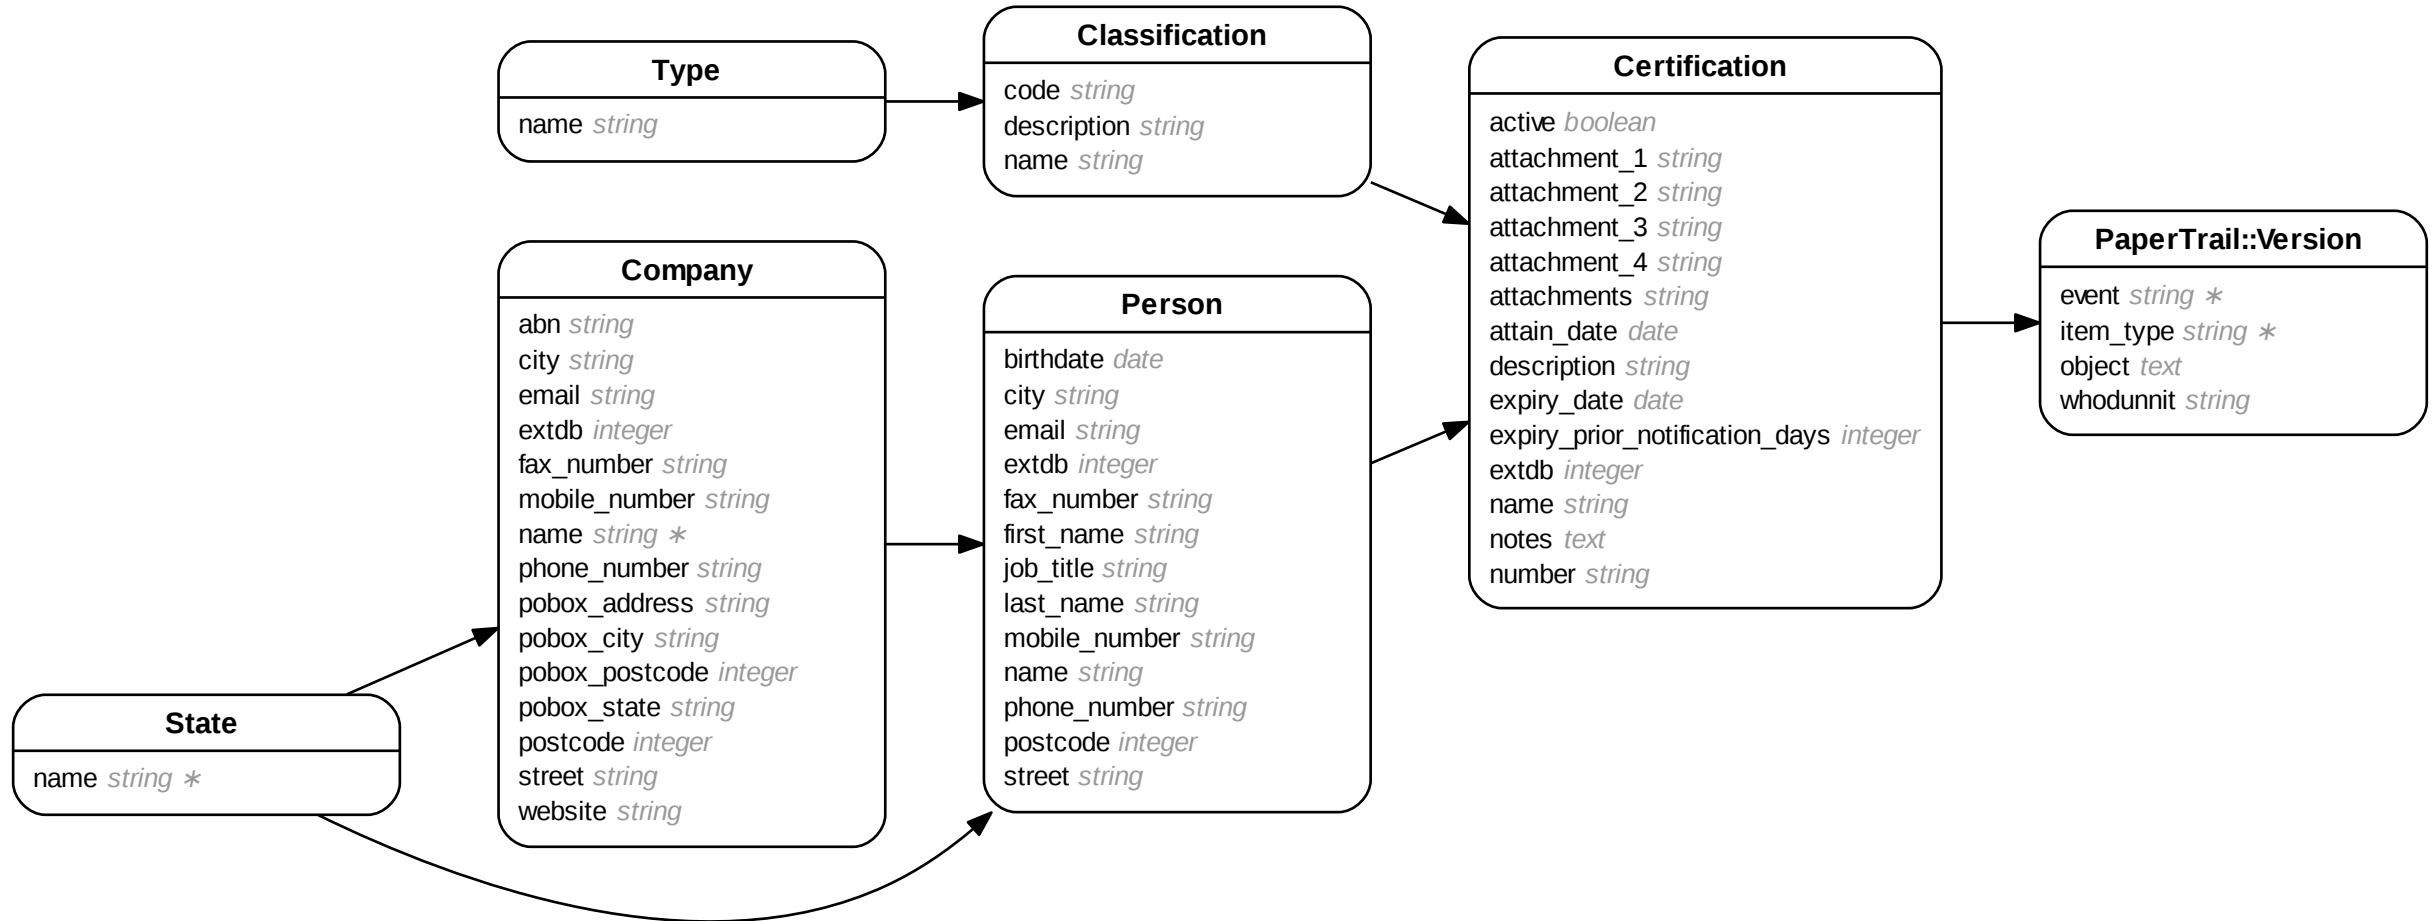 Type
name string
Classification
code string
description string
name string
Company
abn string
city string
email string
extdb integer
fax_number string
mobile_number string
name string ∗
phone_number string
pobox_address string
pobox_city string
pobox_postcode integer
pobox_state string
postcode integer
street string
website string
Person
birthdate date
city string
email string
extdb integer
fax_number string
first_name string
job_title string
last_name string
mobile_number string
name string
phone_number string
postcode integer
street string
Certification
active boolean
attachment_1 string
attachment_2 string
attachment_3 string
attachment_4 string
attachments string
attain_date date
description string
expiry_date date
expiry_prior_notification_days integer
extdb integer
name string
notes text
number string
PaperTrail::Version
event string ∗
item_type string ∗
object text
whodunnit string
State
name string ∗